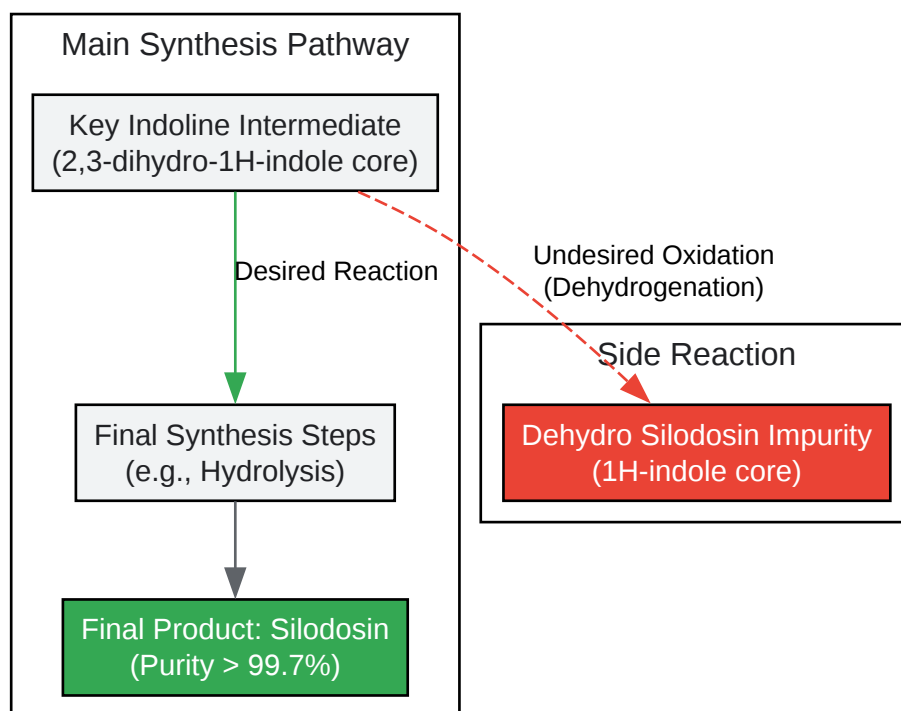 Main Synthesis Pathway
Key Indoline Intermediate
(2,3-dihydro-1H-indole core)
Desired Reaction
Undesired Oxidation
(Dehydrogenation)
Side Reaction
Final Synthesis Steps
(e.g., Hydrolysis)
Dehydro Silodosin Impurity
(1H-indole core)
Final Product: Silodosin
(Purity > 99.7%)